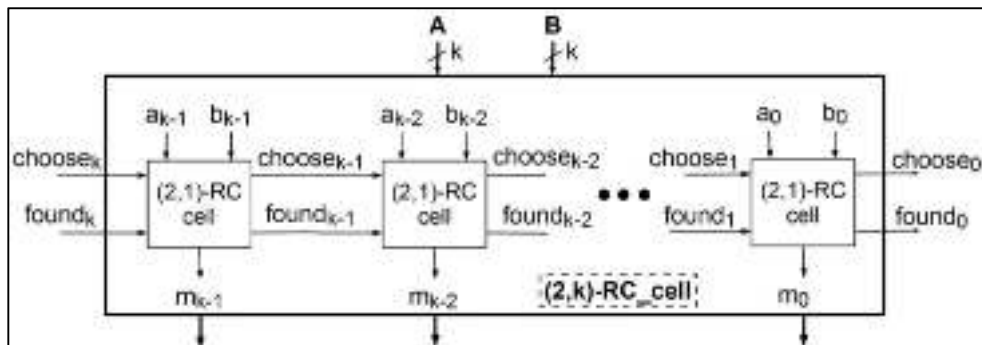 A B
k k
a_k-1 b_k-1 a_k-2 b_k-2 a_0 b_0
choose_k choose_k-1 choose_k-2 choose_1 choose_0
(2,1)-RC (2,1)-RC (2,1)-RC
cell cell cell
found_k found_k-1 found_k-2 found_1 found_0
(2,k)-RC_cell
m_k-1 m_k-2 m_0